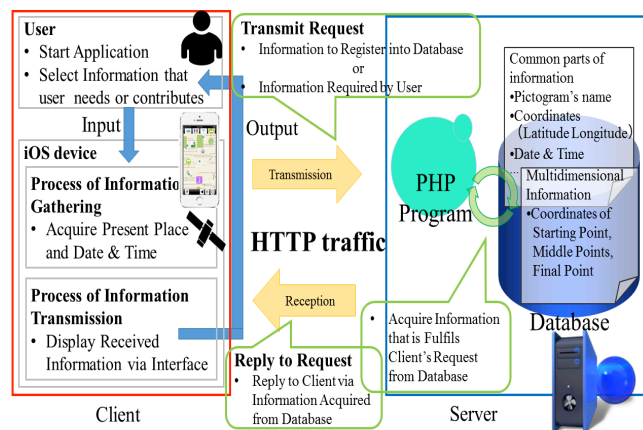 User
• Start Application
• Select Information that
user needs or contributes
Input
Output
iOS device
Process of Information
Gathering
• Acquire Present Place
and Date & Time
Process of Information
Transmission
• Display Received
Information via Interface
Client
Transmit Request
• Information to Register into Database
or
• Information Required by User
Transmission
HTTP traffic
Reception
Reply to Request
• Reply to Client via
Information Acquired
from Database
PHP
Program
• Acquire Information
that is Fulfils
Client's Request
from Database
Common parts of
information
•Pictogram's name
•Coordinates
(Latitude Longitude)
•Date & Time
Multidimensional
Information
•Coordinates of
Starting Point,
Middle Points,
Final Point
Database
Server